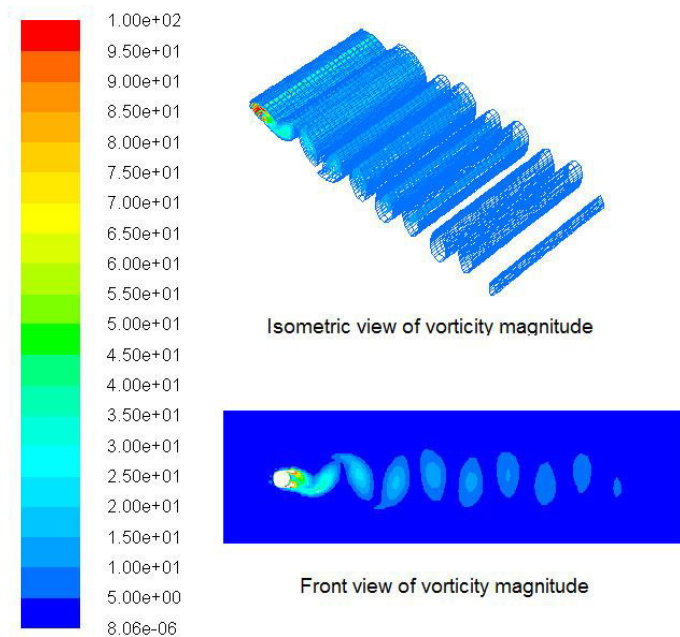 1.00e+02
9.50e+01
9.00e+01
8.50e+01
8.00e+01
7.50e+01
7.00e+01
6.50e+01
6.00e+01
5.50e+01
5.00e+01
4.50e+01
4.00e+01
3.50e+01
3.00e+01
2.50e+01
2.00e+01
1.50e+01
1.00e+01
5.00e+00
8.06e-06
Isometric view of vorticity magnitude
Front view of vorticity magnitude